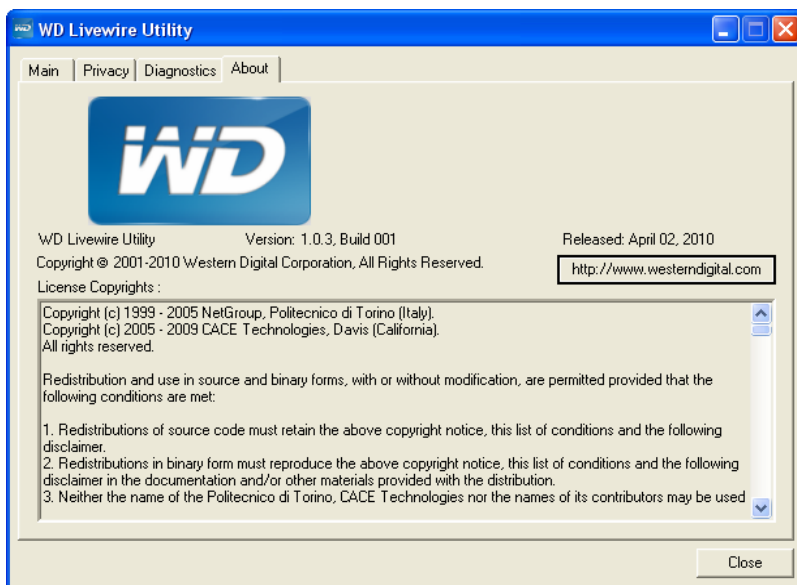 WD WD Livewire Utility
Main Privacy Diagnostics About
WD
WD Livewire Utility Version: 1.0.3, Build 001 Released: April 02, 2010
Copyright © 2001-2010 Western Digital Corporation, All Rights Reserved.
http://www.westerndigital.com
License Copyrights :
Copyright (c) 1999 - 2005 NetGroup, Politecnico di Torino (Italy).
Copyright (c) 2005 - 2009 CACE Technologies, Davis (California).
All rights reserved.
Redistribution and use in source and binary forms, with or without modification, are permitted provided that the
following conditions are met:
1. Redistributions of source code must retain the above copyright notice, this list of conditions and the following
disclaimer.
2. Redistributions in binary form must reproduce the above copyright notice, this list of conditions and the following
disclaimer in the documentation and/or other materials provided with the distribution.
3. Neither the name of the Politecnico di Torino, CACE Technologies nor the names of its contributors may be used
Close